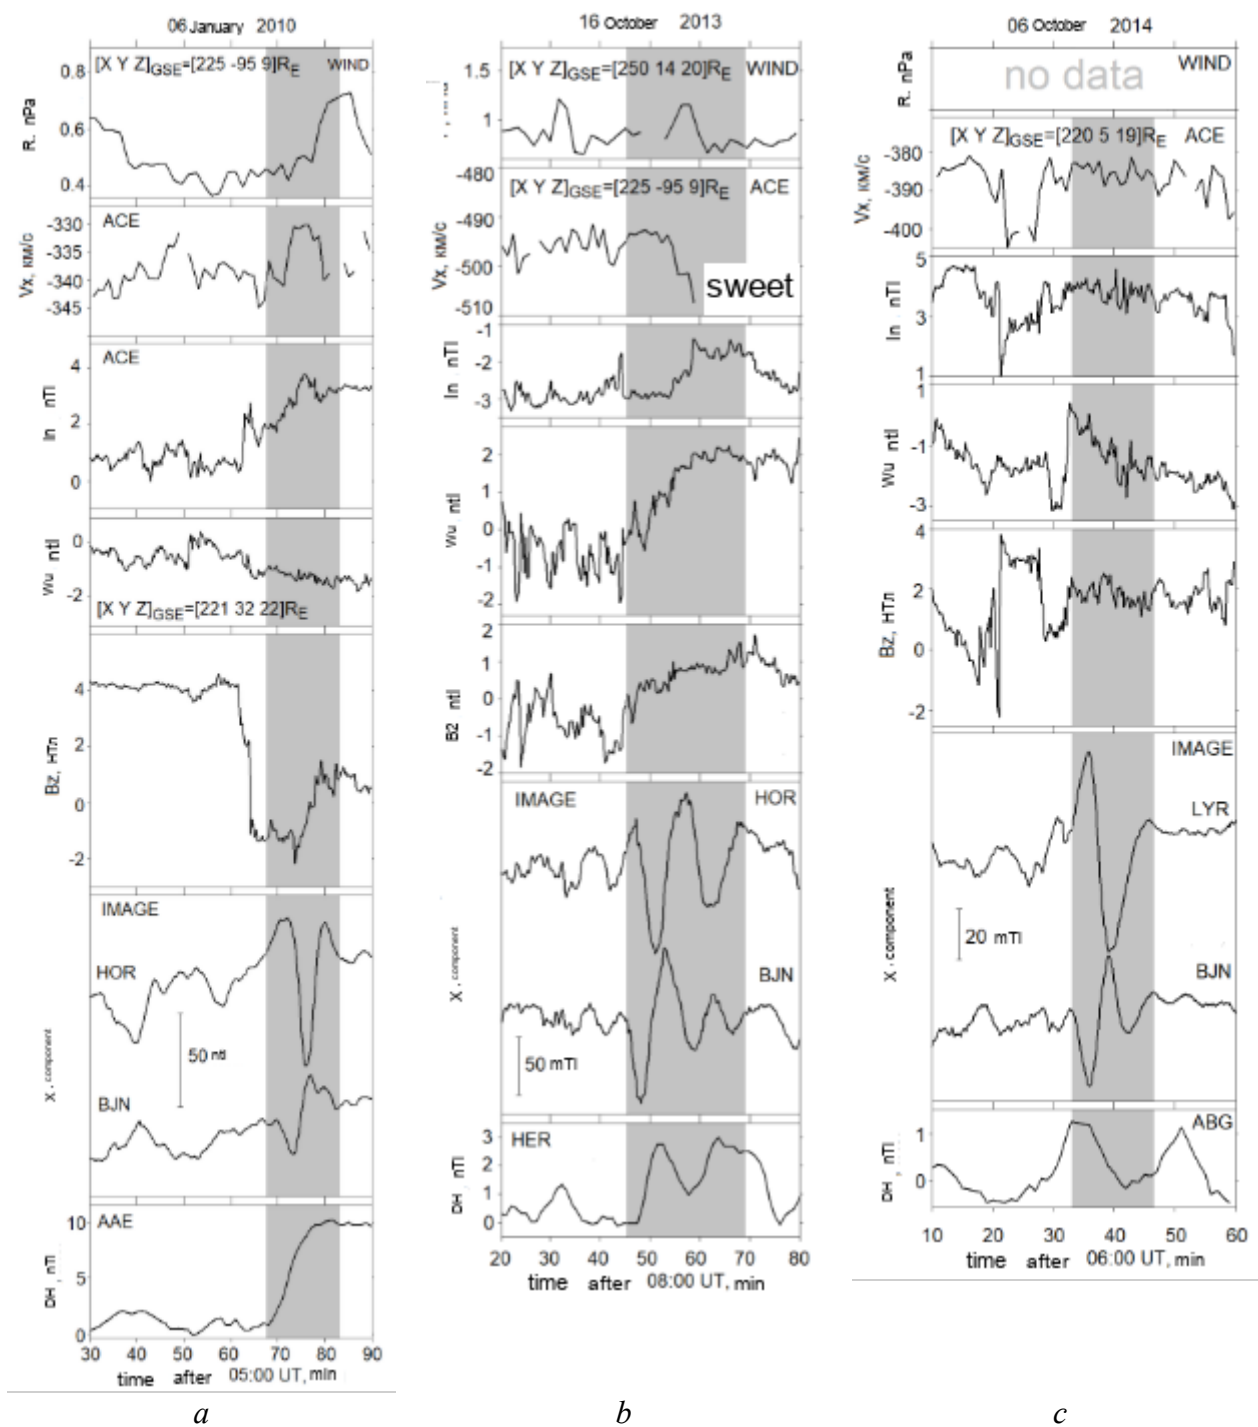 06 January 2010
[X Y Z]GSE=[225 -95 9]RE WIND
R. nPa
0.8
0.6
0.4
ACE
Vx, км/с
-330
-335
-340
-345
ACE
In nTl
4
2
0
Wu ntl
0
-2
[X Y Z]GSE=[221 32 22]RE
Bz, нТл
4
2
0
-2
IMAGE
HOR
X. component
50 ntl
BJN
AAE
DH, nTl
10
5
0
30 40 50 60 70 80 90
time after 05:00 UT, min
a
16 October 2013
[X Y Z]GSE=[250 14 20]RE WIND
1.5
1
[X Y Z]GSE=[225 -95 9]RE ACE
Vx, км/с
-480
-490
-500
-510
sweet
In nTl
-1
-2
-3
Wu ntl
2
1
0
-1
-2
B2 ntl
2
1
0
-1
-2
IMAGE HOR
X. component
BJN
50 mTl
HER
DH, nTl
3
2
1
0
20 30 40 50 60 70 80
time after 08:00 UT, min
b
06 October 2014
R. nPa
no data WIND
[X Y Z]GSE=[220 5 19]RE ACE
Vx, км/с
-380
-390
-400
In nTl
5
3
1
Wu ntl
1
-1
-3
Bz, нТл
4
2
0
-2
IMAGE
LYR
X. component
20 mTl
BJN
ABG
DH, nTl
1
0
10 20 30 40 50 60
time after 06:00 UT, min
c